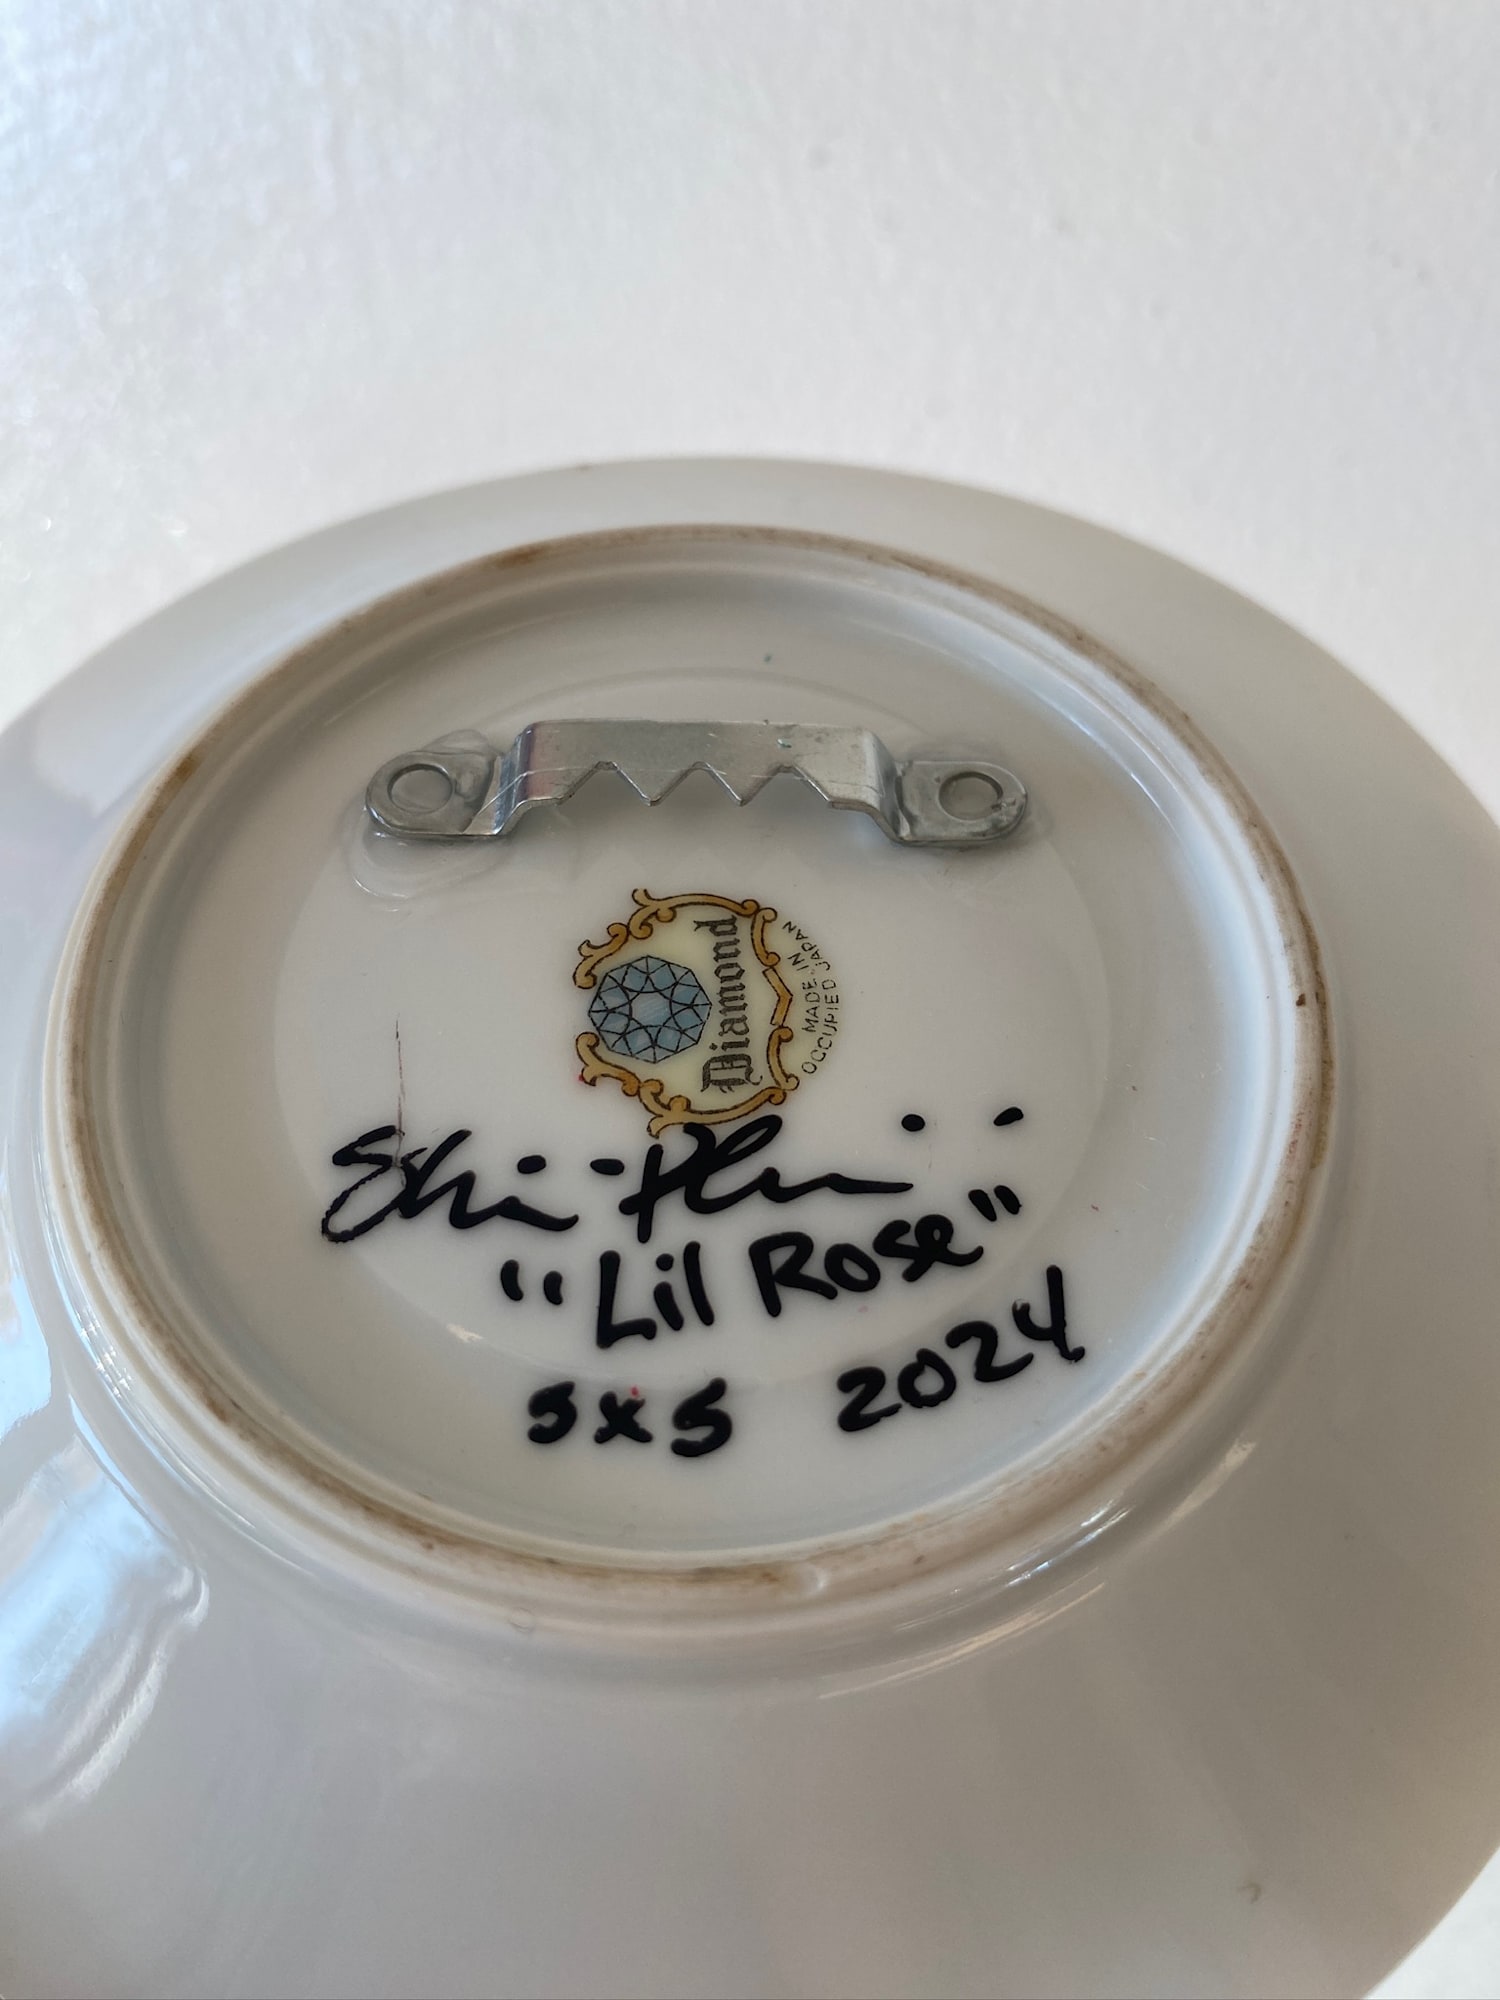 Diamond
MADE IN
OCCUPIED JAPAN
"Lil Rose"
5x5 2024